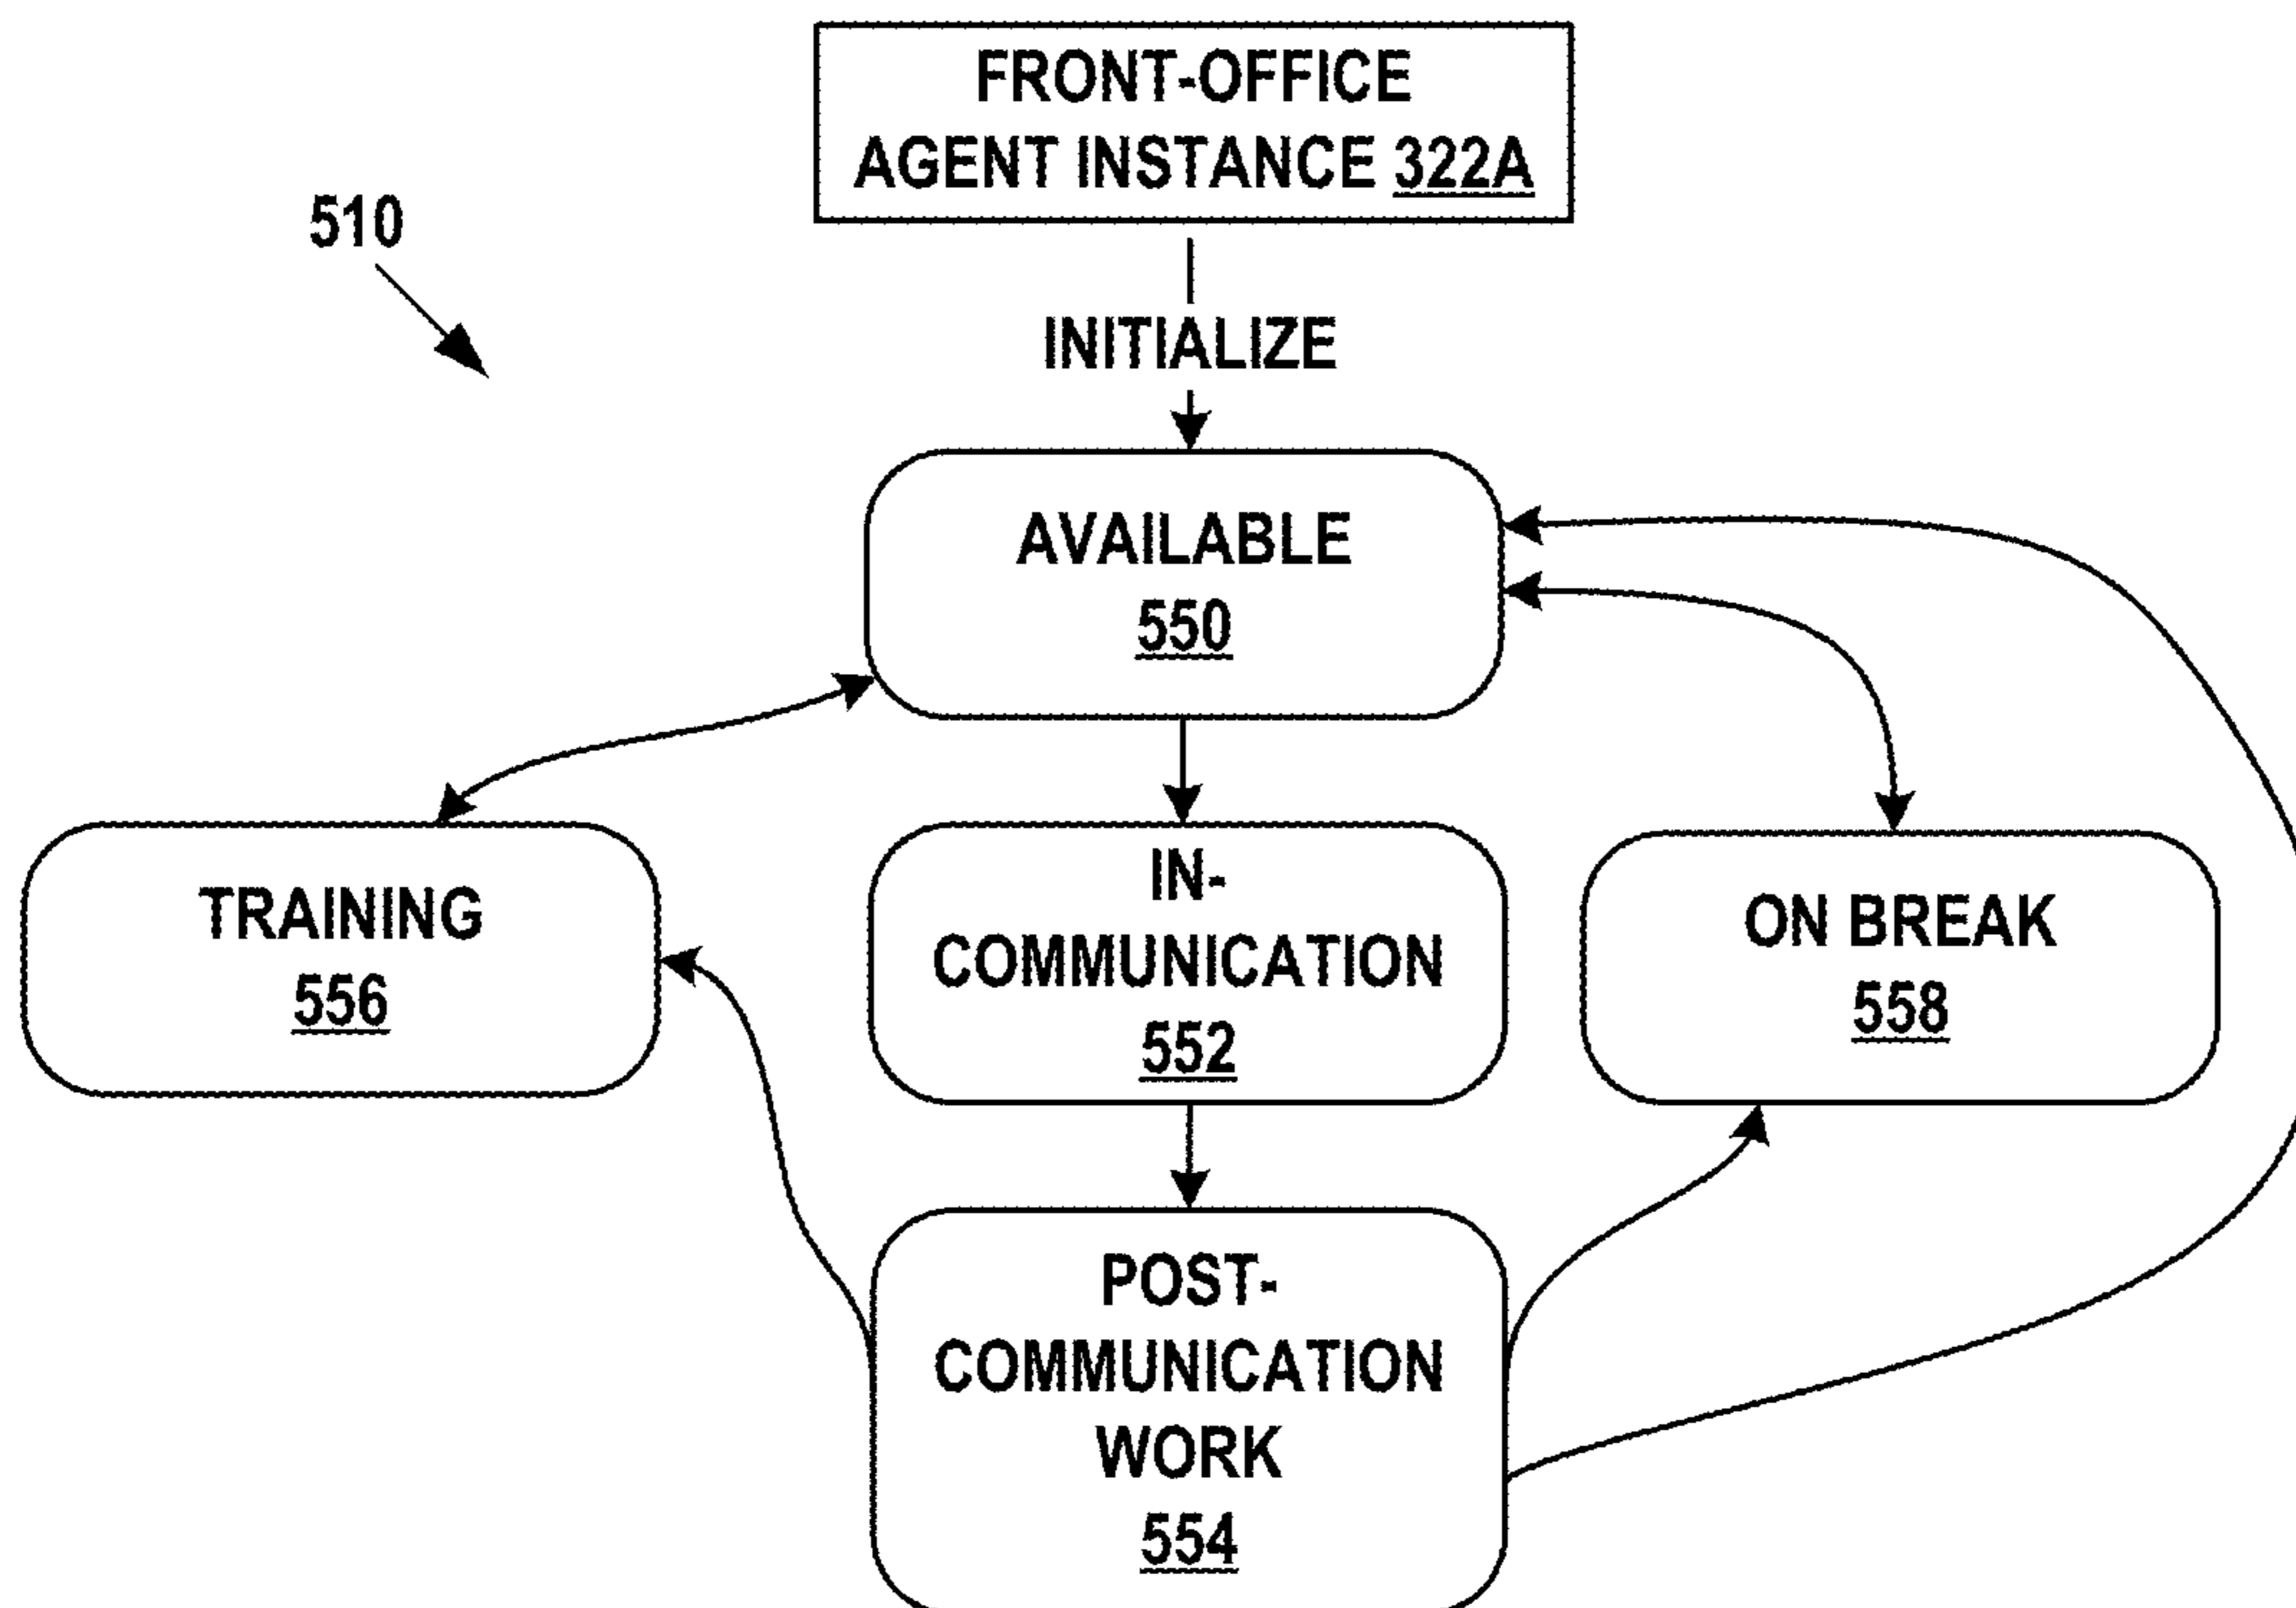 FRONT-OFFICE
AGENT INSTANCE 322A
510
INITIALIZE
AVAILABLE
550
TRAINING
556
IN-
COMMUNICATION
552
ON BREAK
558
POST-
COMMUNICATION
WORK
554